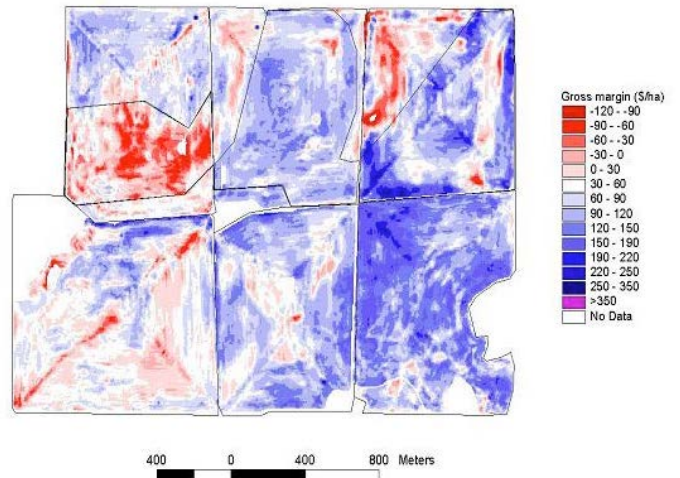 Gross margin ($/ha)
-120 - -90
-90 - -60
-60 - -30
-30 - 0
0 - 30
30 - 60
60 - 90
90 - 120
120 - 150
150 - 190
190 - 220
220 - 250
250 - 350
>350
No Data
400 0 400 800 Meters